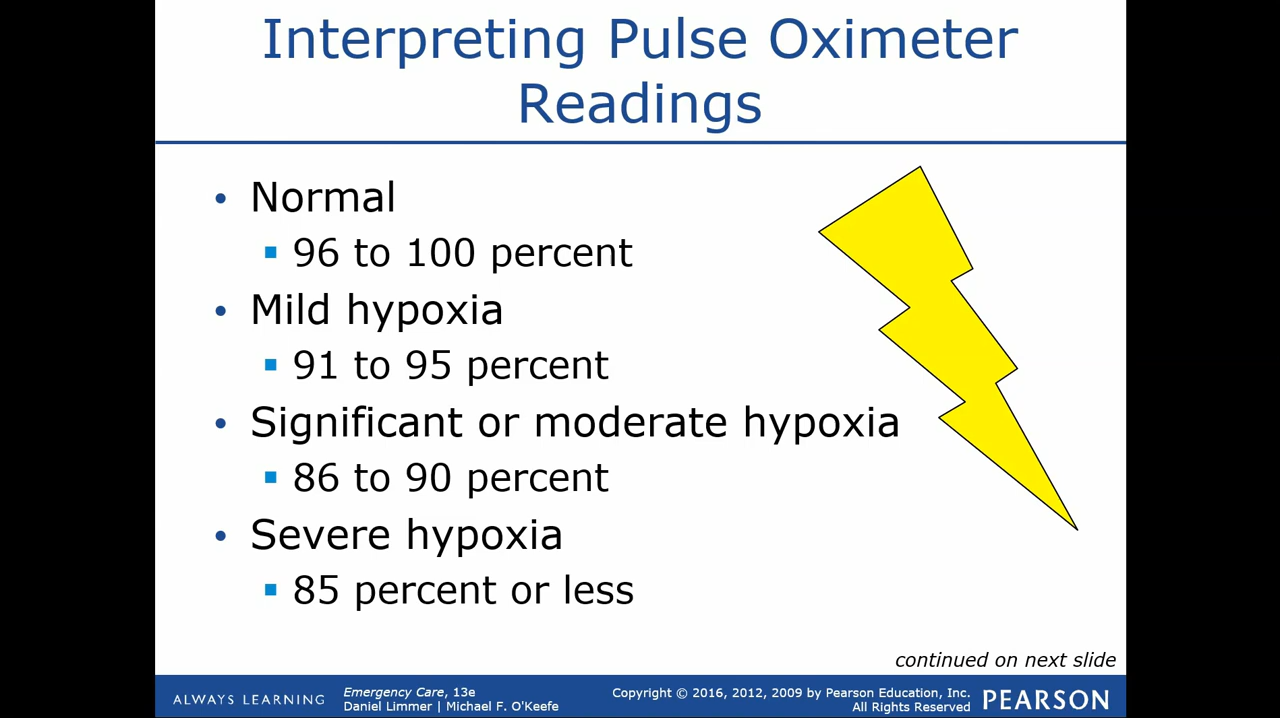 Interpreting Pulse Oximeter
Readings
• Normal
▪ 96 to 100 percent
• Mild hypoxia
▪ 91 to 95 percent
• Significant or moderate hypoxia
▪ 86 to 90 percent
• Severe hypoxia
▪ 85 percent or less
continued on next slide
ALWAYS LEARNING
Emergency Care, 13e
Daniel Limmer | Michael F. O'Keefe
Copyright © 2016, 2012, 2009 by Pearson Education, Inc.
All Rights Reserved
PEARSON